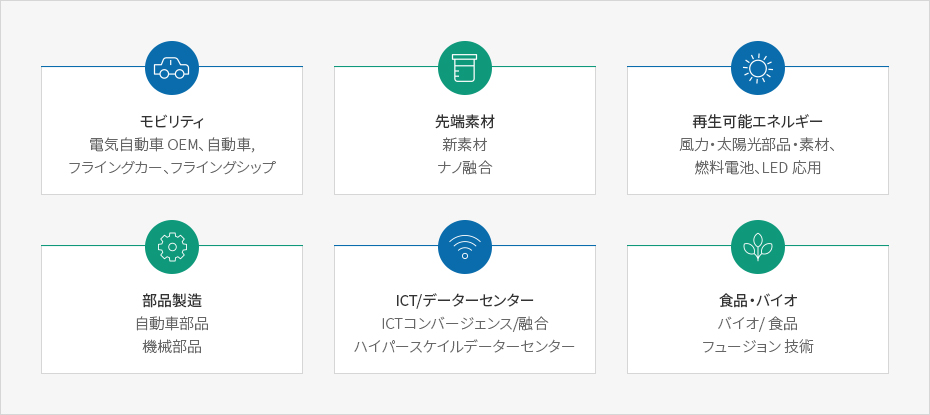 モビリティ
電気自動車 OEM、自動車,
フライングカー、フライングシップ
先端素材
新素材
ナノ融合
再生可能エネルギー
風力・太陽光部品・素材、
燃料電池、LED 応用
部品製造
自動車部品
機械部品
ICT/データーセンター
ICTコンバージェンス/融合
ハイパースケイルデーターセンター
食品・バイオ
バイオ/ 食品
フュージョン 技術